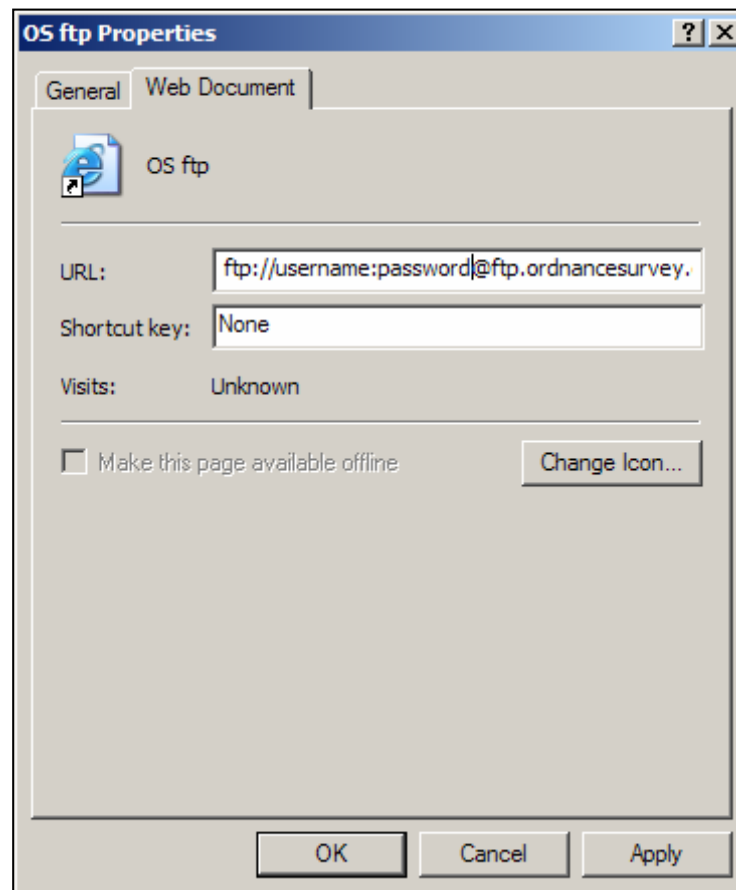 OS ftp Properties
General
Web Document
OS ftp
URL: ftp://username:password@ftp.ordnancesurvey.
Shortcut key: None
Visits: Unknown
Make this page available offline
Change Icon...
OK
Cancel
Apply